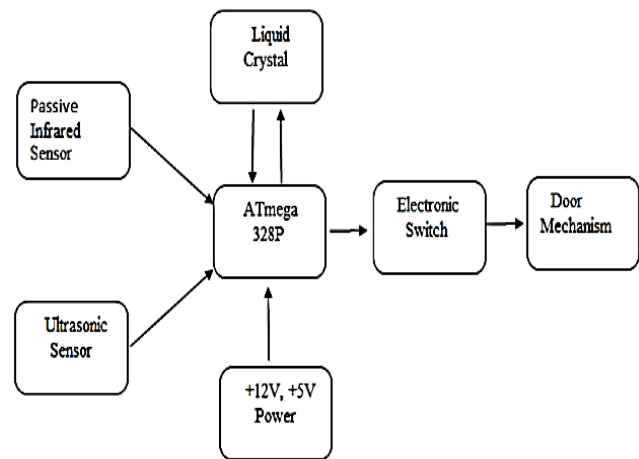 Liquid
Crystal
Passive
Infrared
Sensor
ATmega
328P
Electronic
Switch
Door
Mechanism
Ultrasonic
Sensor
+12V, +5V
Power